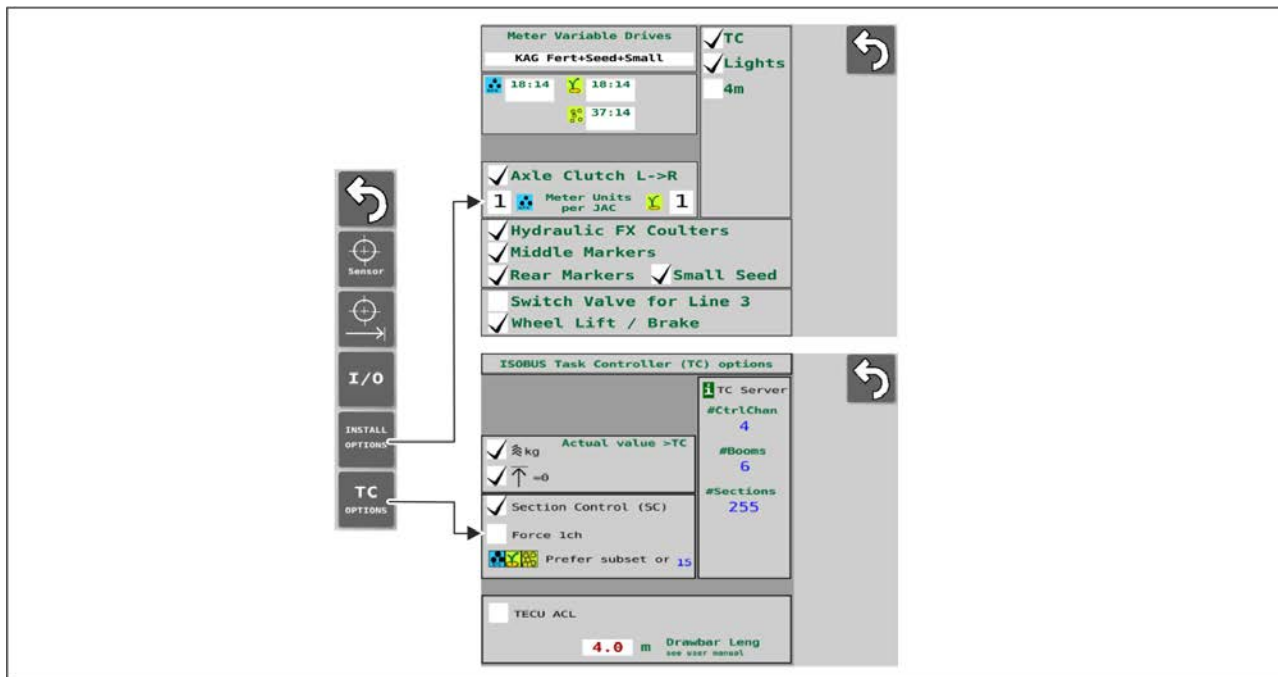 Sensor
I/O
INSTALL
OPTIONS
TC
OPTIONS
Meter Variable Drives
KAG Fert+Seed+Small
18:14 18:14
37:14
TC
Lights
4m
Axle Clutch L->R
1 Meter Units
per JAC 1
Hydraulic FX Coulters
Middle Markers
Rear Markers Small Seed
Switch Valve for Line 3
Wheel Lift / Brake
ISOBUS Task Controller (TC) options
Actual value >TC
kg
=0
Section Control (SC)
Force 1ch
Prefer subset or 15
i TC Server
#CtrlChan
4
#Booms
6
#Sections
255
TECU ACL
4.0 m Drawbar Leng
see user manual